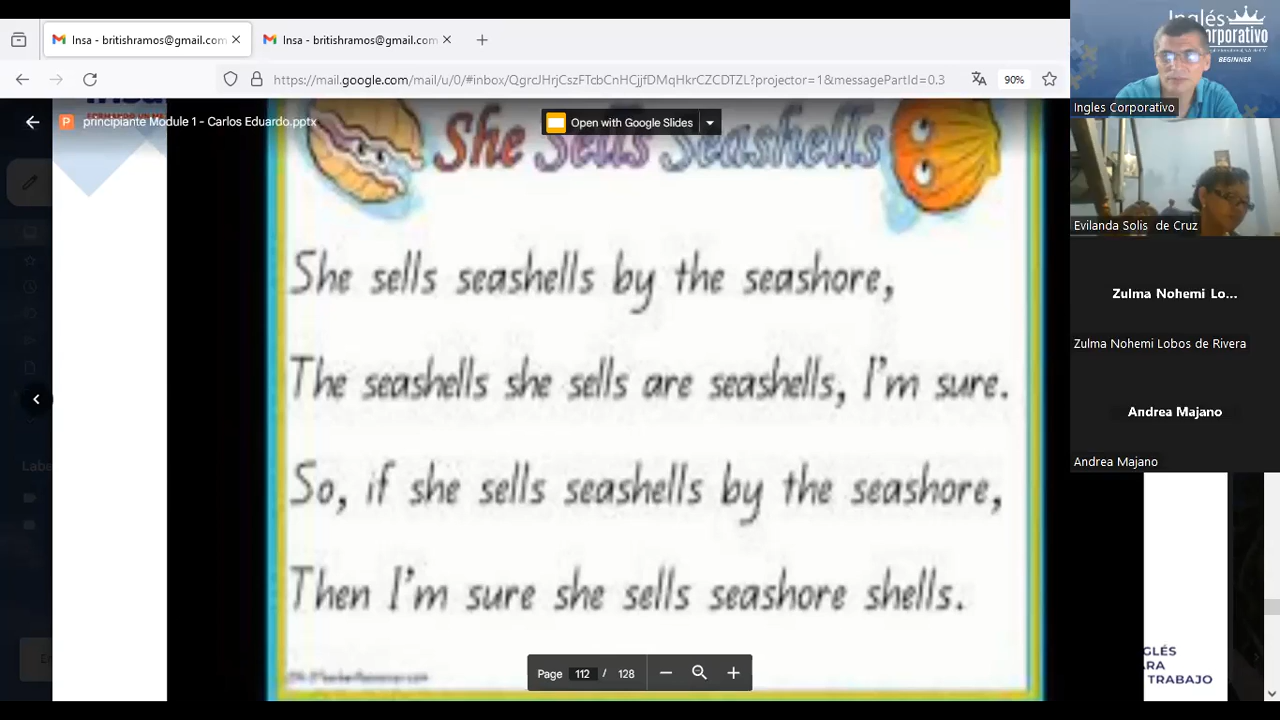 Insa - britishramos@gmail.com
Insa - britishramos@gmail.com
https://mail.google.com/mail/u/0/#inbox/QgrcJHrjCszFTcbCnHCjjfDMqHkrCZCDTZL?projector=1&messagePartId=0.3
90%
Inglés
Corporativo
BEGINNER
Ingles Corporativo
principiante Module 1 - Carlos Eduardo.pptx
Open with Google Slides
She Sells Seashells
She sells seashells by the seashore,
The seashells she sells are seashells, I'm sure.
So, if she sells seashells by the seashore,
Then I'm sure she sells seashore shells.
Evilanda Solis de Cruz
Zulma Nohemi Lo...
Zulma Nohemi Lobos de Rivera
Andrea Majano
Andrea Majano
Page 112 / 128
GLÉS
ARA
TRABAJO